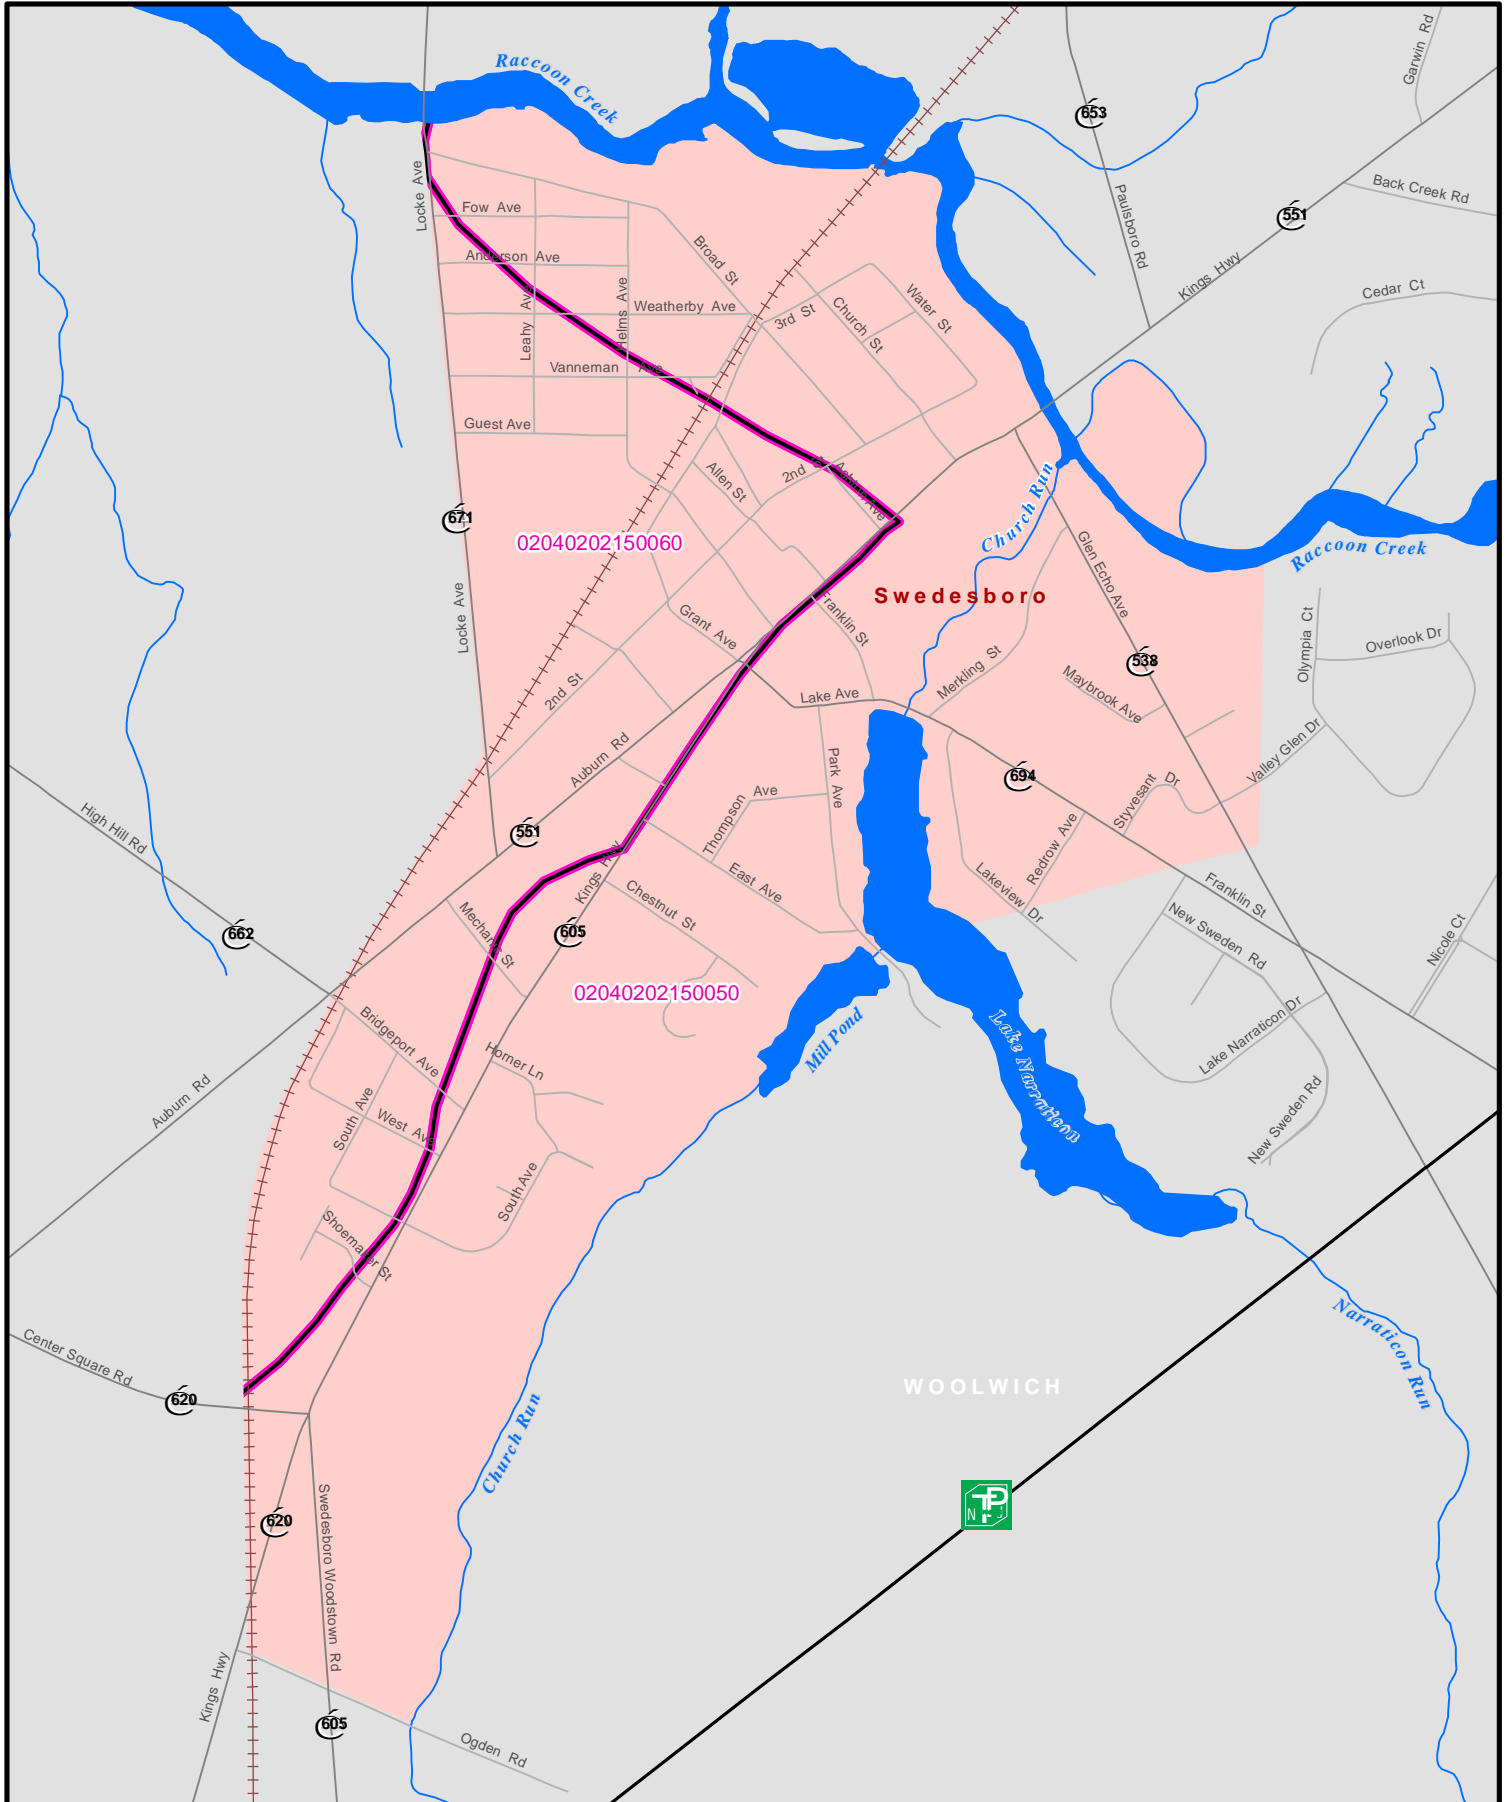 Raccoon Creek
Garwin Rd
653
Locke Ave
Fow Ave
Paulsboro Rd
Back Creek Rd
551
Broad St
Anderson Ave
Kings Hwy
Leahy Ave
Helms Ave
Weatherby Ave
3rd St
Church St
Water St
Cedar Ct
Vanneman Ave
Guest Ave
Allen St
2nd St
Ashton Ave
Church Run
671
02040202150060
Glen Echo Ave
Raccoon Creek
Swedesboro
Locke Ave
Grant Ave
Franklin St
Olympia Ct
Overlook Dr
538
Merkling St
Maybrook Ave
2nd St
Lake Ave
Auburn Rd
Park Ave
694
Valley Glen Dr
Styvesant Dr
Thompson Ave
High Hill Rd
551
Redrow Ave
Kings Hwy
East Ave
Lakeview Dr
Chestnut St
Franklin St
Mechanic St
New Sweden Rd
Nicole Ct
662
605
02040202150050
Bridgeport Ave
Mill Pond
Lake Narraticon
Lake Narraticon Dr
Horner Ln
Auburn Rd
South Ave
West Ave
New Sweden Rd
South Ave
Shoemaker St
Center Square Rd
Narraticon Run
620
WOOLWICH
Church Run
NJTP
620
Swedesboro Woodstown Rd
Kings Hwy
605
Ogden Rd